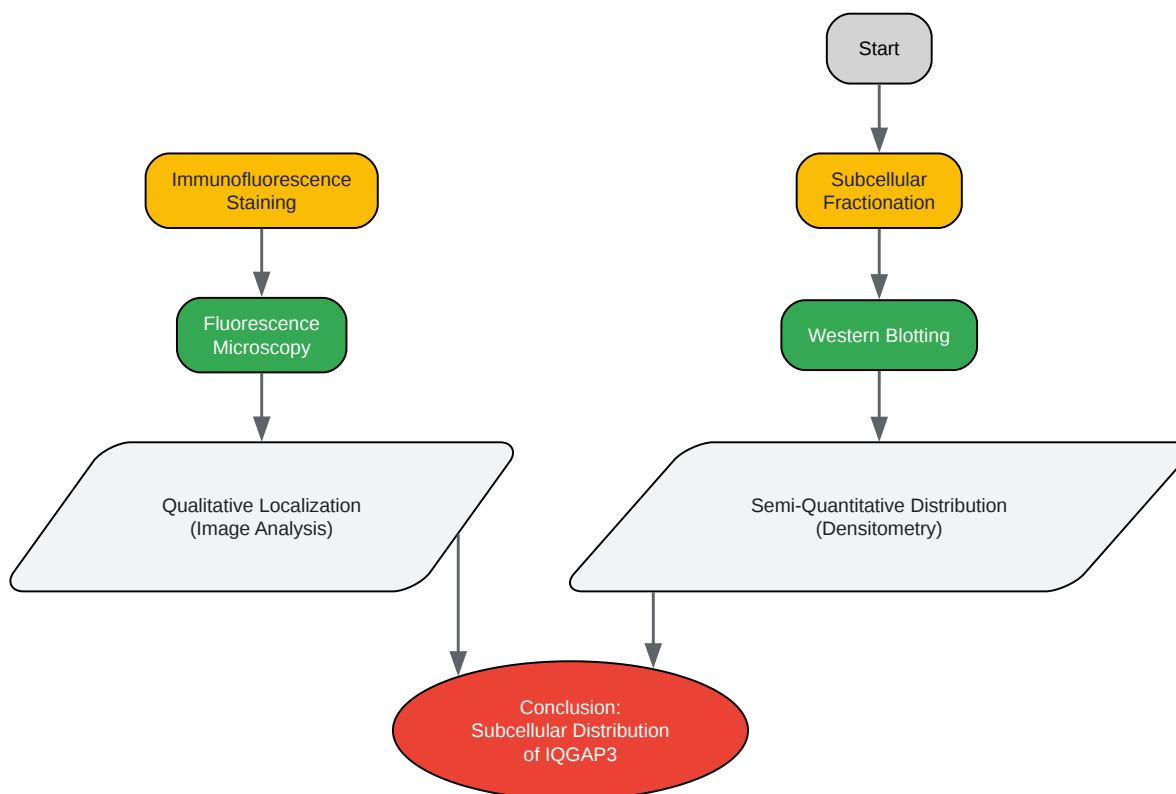 Start
Immunofluorescence
Staining
Subcellular
Fractionation
Fluorescence
Microscopy
Western Blotting
Qualitative Localization
(Image Analysis)
Semi-Quantitative Distribution
(Densitometry)
Conclusion:
Subcellular Distribution
of IQGAP3